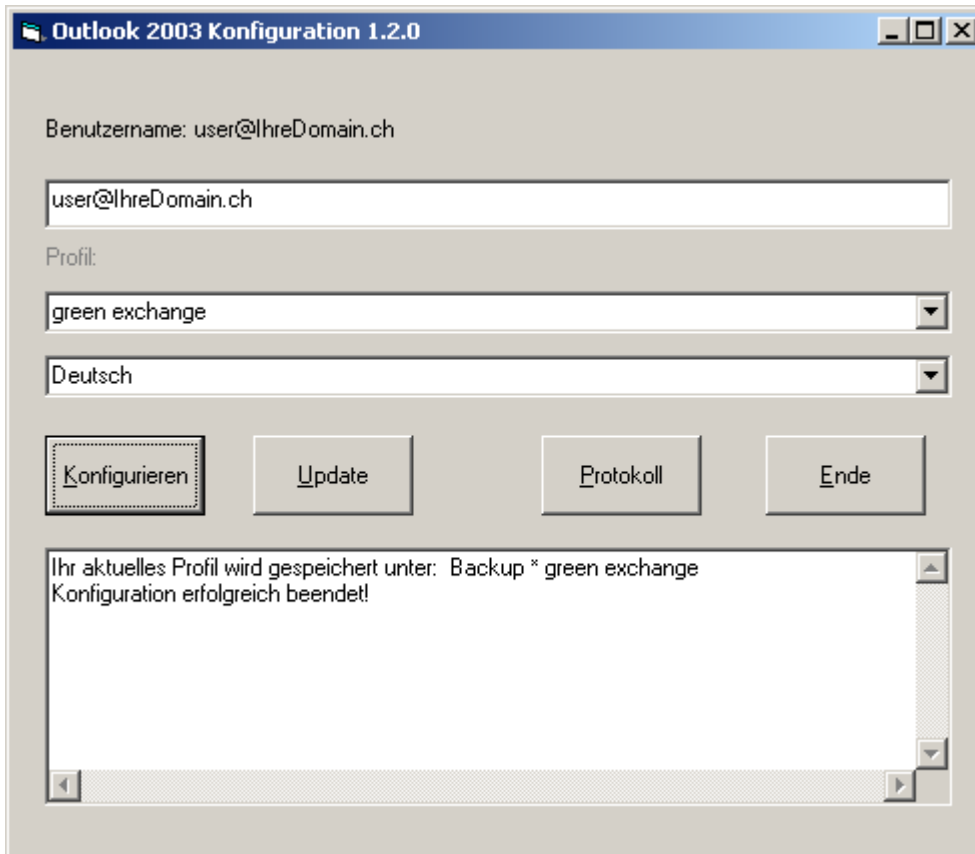 Outlook 2003 Konfiguration 1.2.0
Benutzername: user@IhreDomain.ch
user@IhreDomain.ch
Profil:
green exchange
Deutsch
Konfigurieren Update Protokoll Ende
Ihr aktuelles Profil wird gespeichert unter:  Backup * green exchange
Konfiguration erfolgreich beendet!